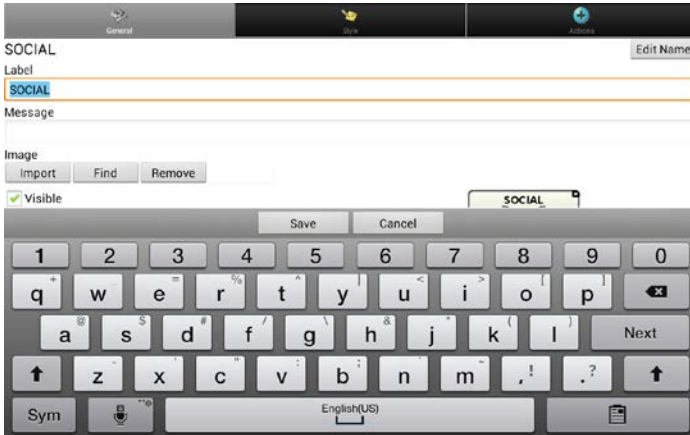 General Style Actions
SOCIAL Edit Name
Label
SOCIAL
Message
Image
Import Find Remove
Visible
SOCIAL
Save Cancel
1 2 3 4 5 6 7 8 9 0
+ = % ^ | < > [ ]
q w e r t y u i o p
@ $ # / \ & * ( )
a s d f g h j k l Next
- ' " : ; ~ ! ?
z x c v b n m , .
Sym English(US)